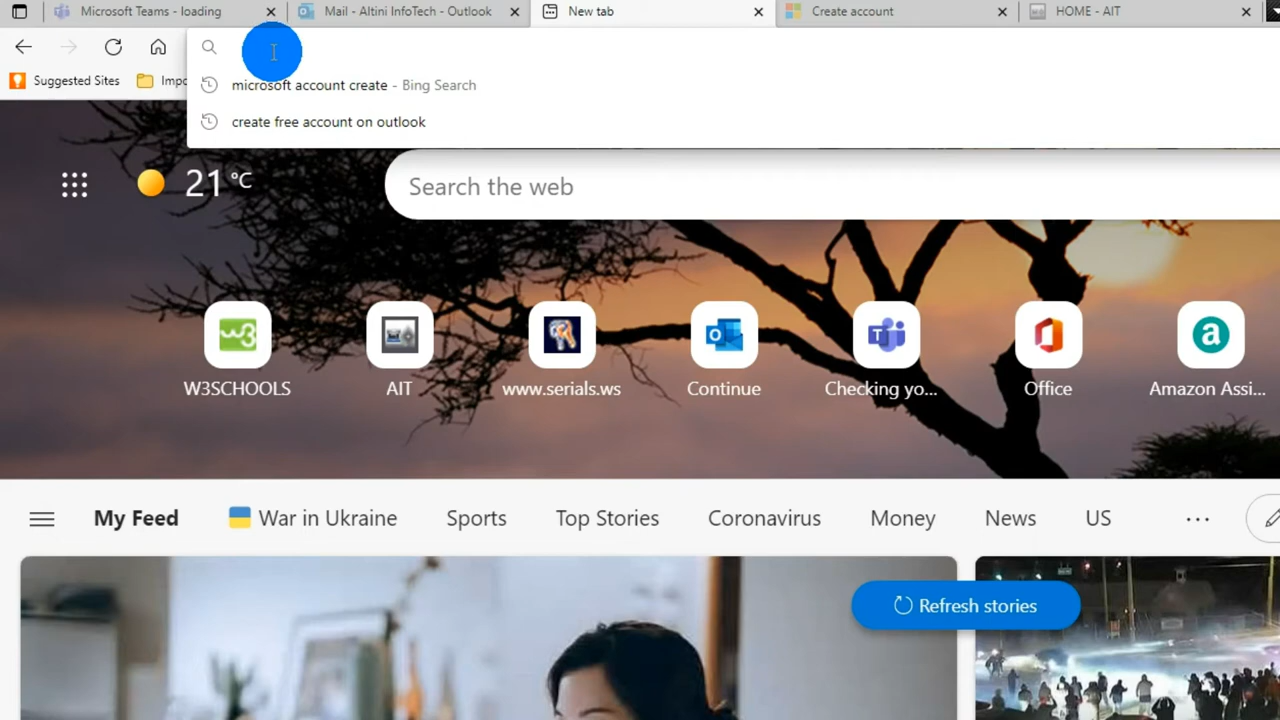 Microsoft Teams - loading
Mail - Altini InfoTech - Outlook
New tab
Create account
HOME - AIT
microsoft account create - Bing Search
Suggested Sites
Impo
create free account on outlook
21 °C
Search the web
W3SCHOOLS
AIT
www.serials.ws
Continue
Checking yo...
Office
Amazon Assi...
My Feed
War in Ukraine
Sports
Top Stories
Coronavirus
Money
News
US
Refresh stories